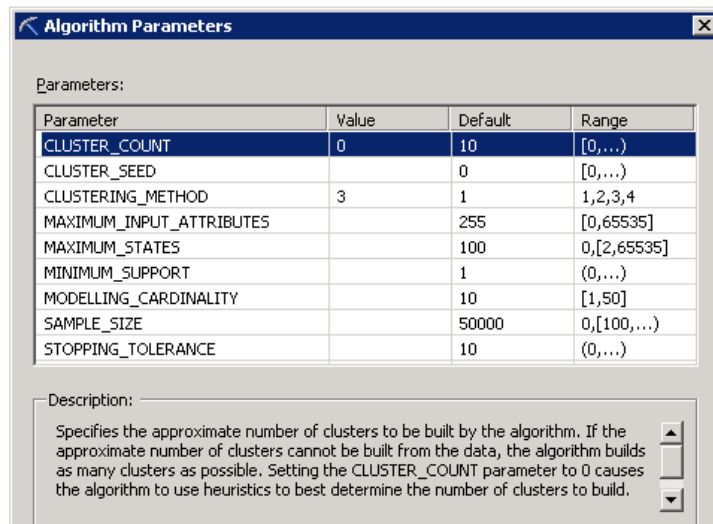 Algorithm Parameters
Parameters:
Parameter Value Default Range
CLUSTER_COUNT 0 10 [0,...)
CLUSTER_SEED 0 [0,...)
CLUSTERING_METHOD 3 1 1,2,3,4
MAXIMUM_INPUT_ATTRIBUTES 255 [0,65535]
MAXIMUM_STATES 100 0,[2,65535]
MINIMUM_SUPPORT 1 (0,...)
MODELLING_CARDINALITY 10 [1,50]
SAMPLE_SIZE 50000 0,[100,...)
STOPPING_TOLERANCE 10 (0,...)
Description:
Specifies the approximate number of clusters to be built by the algorithm. If the
approximate number of clusters cannot be built from the data, the algorithm builds
as many clusters as possible. Setting the CLUSTER_COUNT parameter to 0 causes
the algorithm to use heuristics to best determine the number of clusters to build.